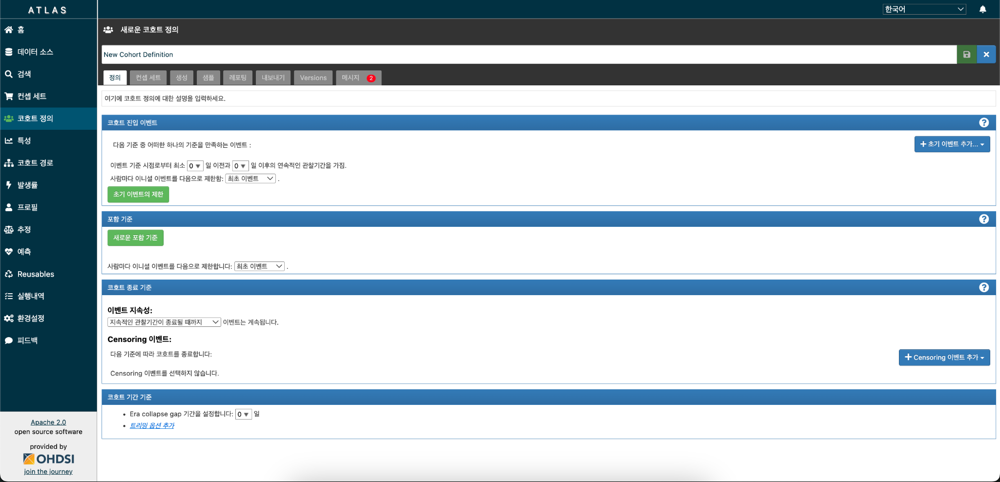 ATLAS
한국어
홈
데이터 소스
검색
컨셉 세트
코호트 정의
특성
코호트 경로
발생률
프로필
추정
예측
Reusables
실행내역
환경설정
피드백
Apache 2.0
open source software
provided by
OHDSI
join the journey
새로운 코호트 정의
New Cohort Definition
정의 컨셉 세트 생성 샘플 레포팅 내보내기 Versions 메시지 2
여기에 코호트 정의에 대한 설명을 입력하세요.
코호트 진입 이벤트
다음 기준 중 어떠한 하나의 기준을 만족하는 이벤트 :
초기 이벤트 추가...
이벤트 기준 시점로부터 최소 0 일 이전과 0 일 이후의 연속적인 관찰기간을 가짐.
사람마다 이니셜 이벤트를 다음으로 제한함: 최초 이벤트 .
초기 이벤트의 제한
포함 기준
새로운 포함 기준
사람마다 이니셜 이벤트를 다음으로 제한합니다: 최초 이벤트 .
코호트 종료 기준
이벤트 지속성:
지속적인 관찰기간이 종료될 때까지 이벤트는 계속됩니다.
Censoring 이벤트:
다음 기준에 따라 코호트를 종료합니다:
Censoring 이벤트 추가
Censoring 이벤트를 선택하지 않습니다.
코호트 기간 기준
• Era collapse gap 기간을 설정합니다: 0 일
• 트리밍 옵션 추가